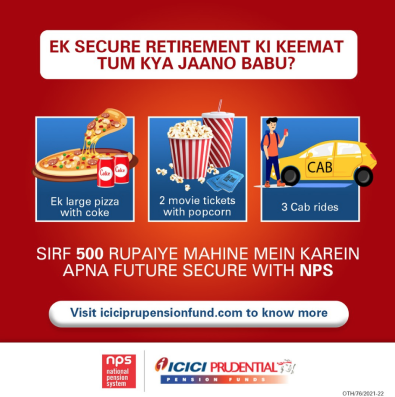 EK SECURE RETIREMENT KI KEEMAT
TUM KYA JAANO BABU?
Coke
Coke
Ek large pizza
with coke
2 movie tickets
with popcorn
CAB
3 Cab rides
SIRF 500 RUPAIYE MAHINE MEIN KAREIN
APNA FUTURE SECURE WITH NPS
Visit iciciprupensionfund.com to know more
nps
national
pension
system
ICICI PRUDENTIAL
PENSION FUNDS
OTH/76/2021-22